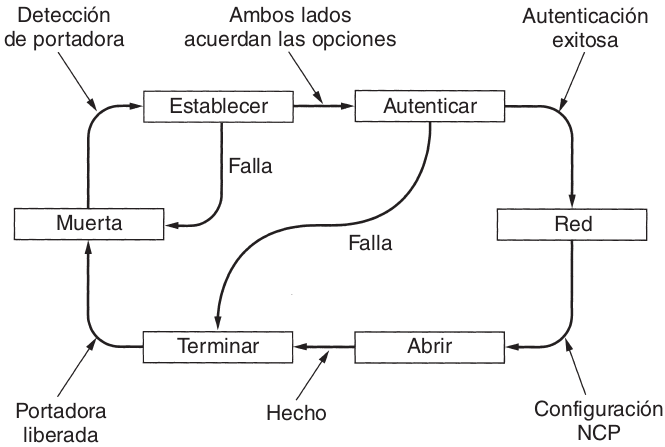 Detección
de portadora
Ambos lados
acuerdan las opciones
Autenticación
exitosa
Establecer
Autenticar
Falla
Muerta
Red
Falla
Terminar
Abrir
Portadora
liberada
Hecho
Configuración
NCP